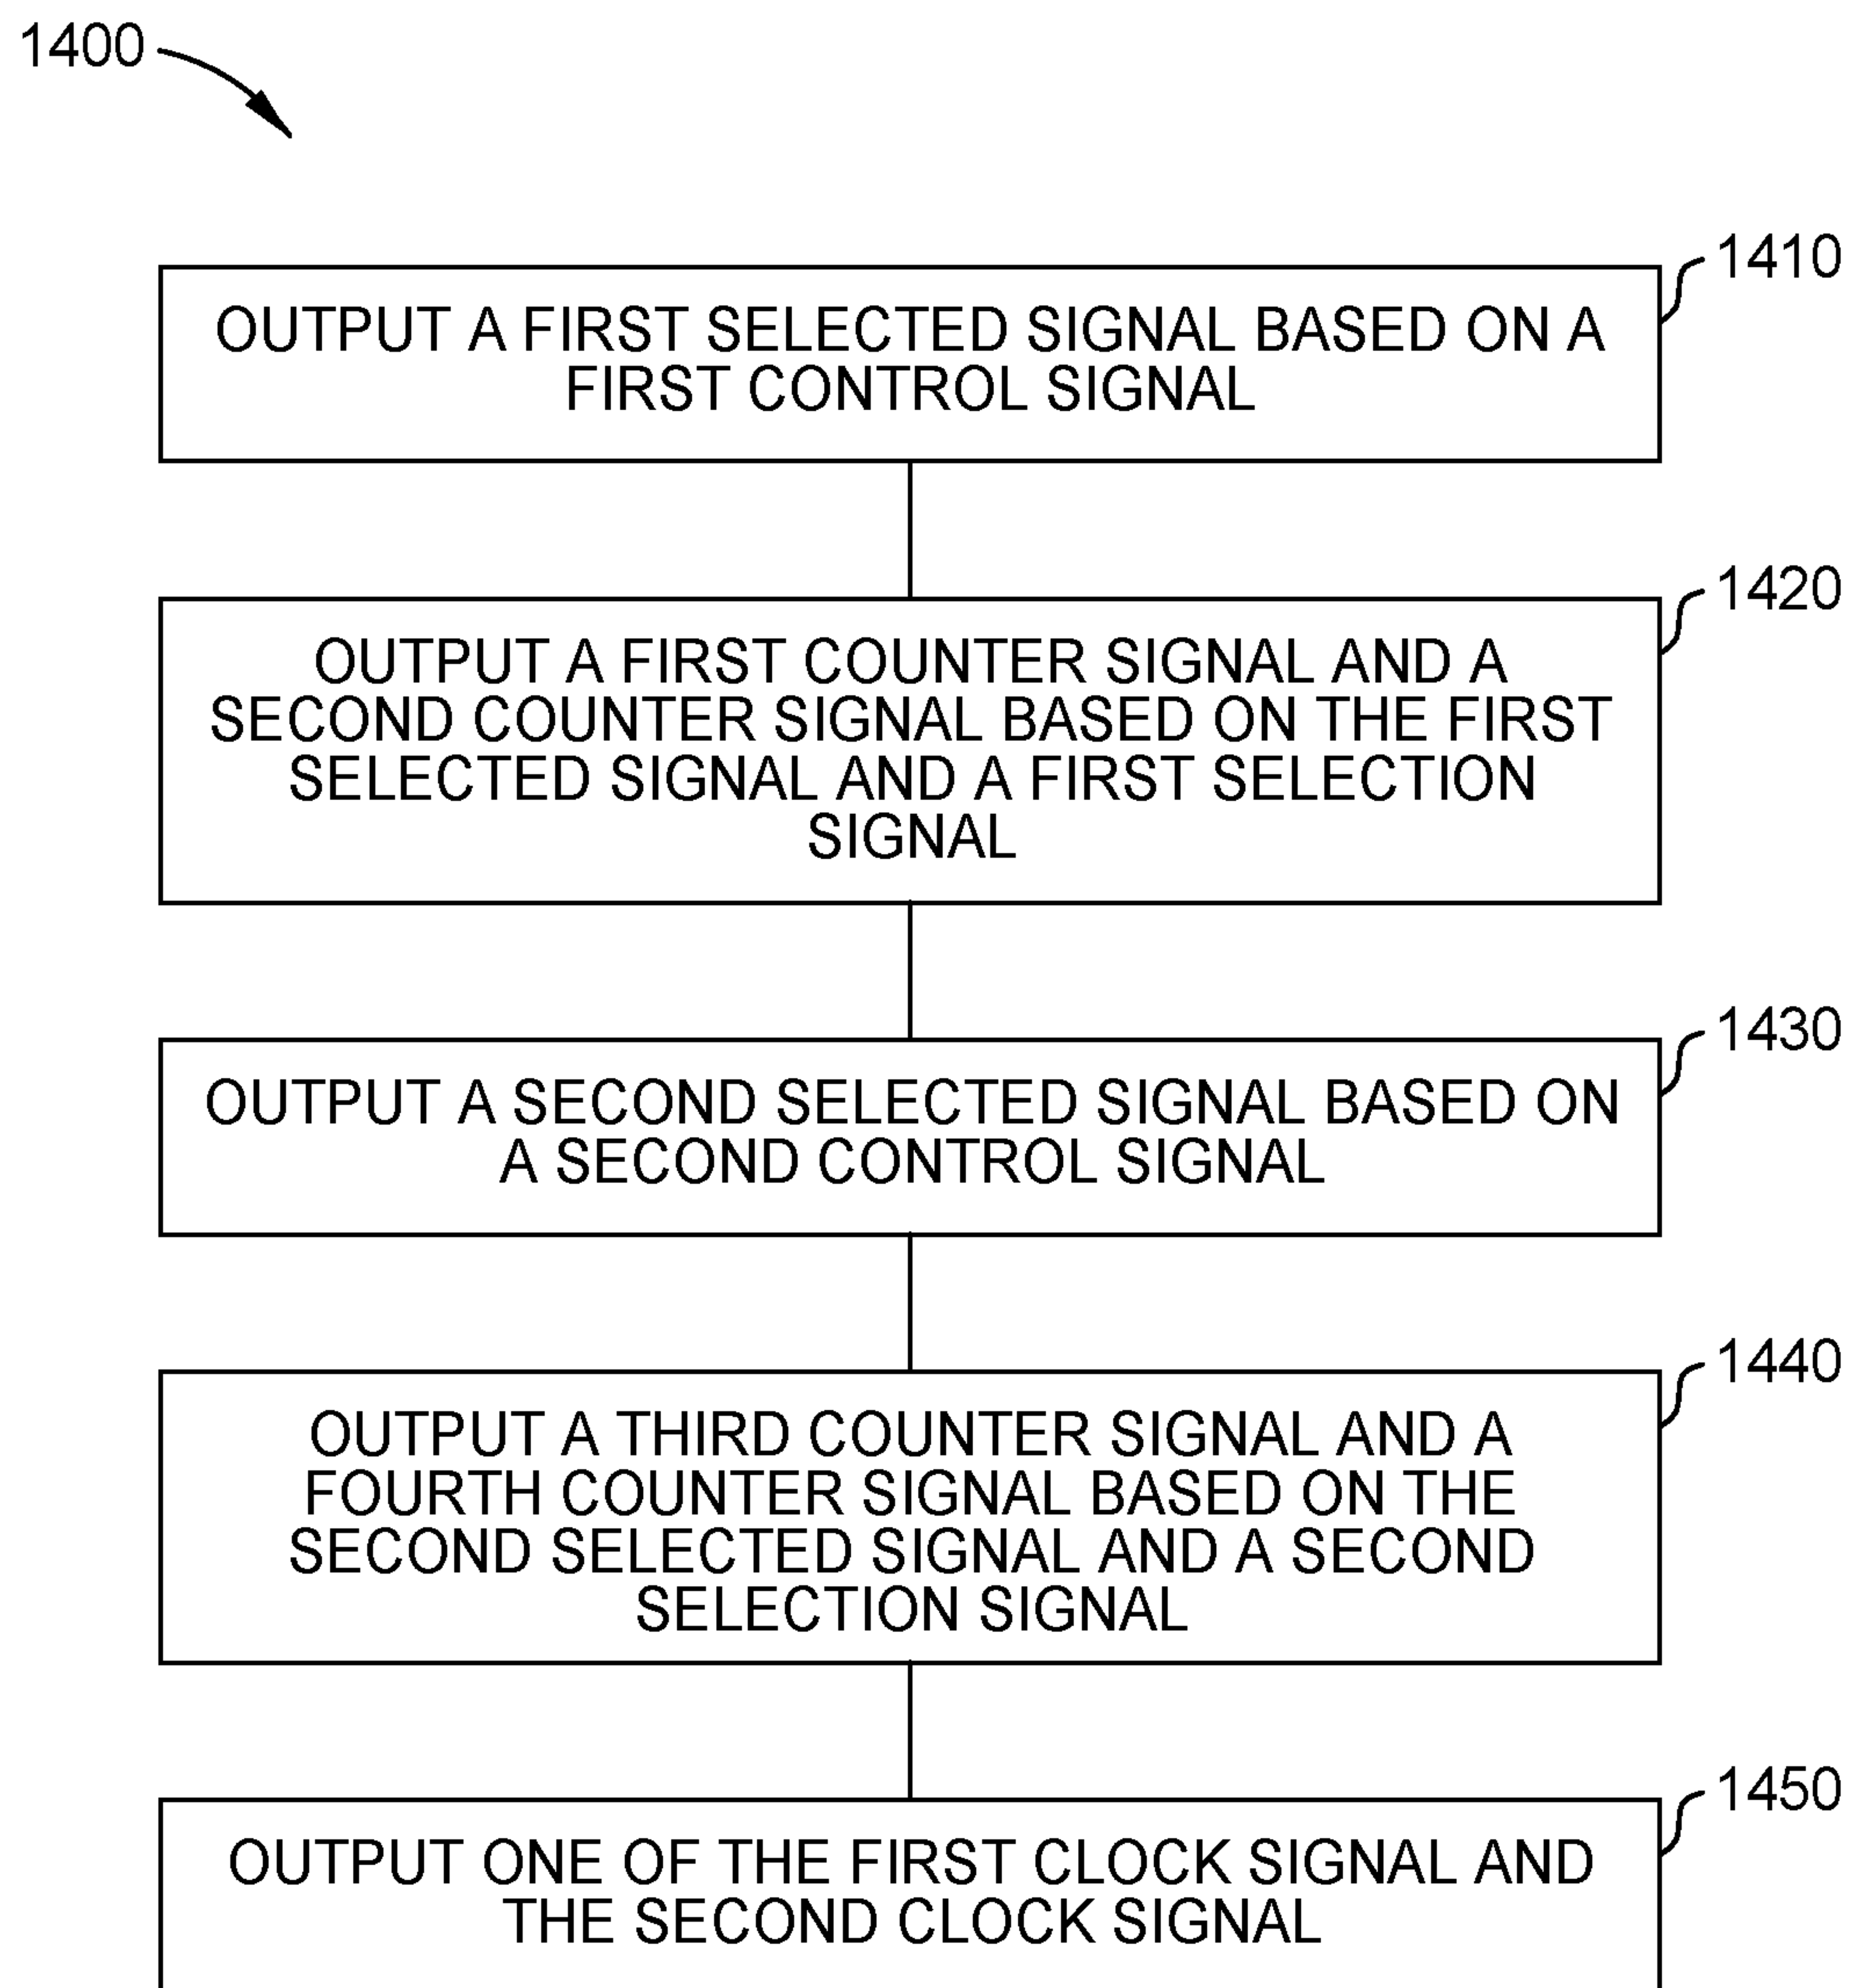 1400
1410
OUTPUT A FIRST SELECTED SIGNAL BASED ON A
FIRST CONTROL SIGNAL
1420
OUTPUT A FIRST COUNTER SIGNAL AND A
SECOND COUNTER SIGNAL BASED ON THE FIRST
SELECTED SIGNAL AND A FIRST SELECTION
SIGNAL
1430
OUTPUT A SECOND SELECTED SIGNAL BASED ON
A SECOND CONTROL SIGNAL
1440
OUTPUT A THIRD COUNTER SIGNAL AND A
FOURTH COUNTER SIGNAL BASED ON THE
SECOND SELECTED SIGNAL AND A SECOND
SELECTION SIGNAL
1450
OUTPUT ONE OF THE FIRST CLOCK SIGNAL AND
THE SECOND CLOCK SIGNAL